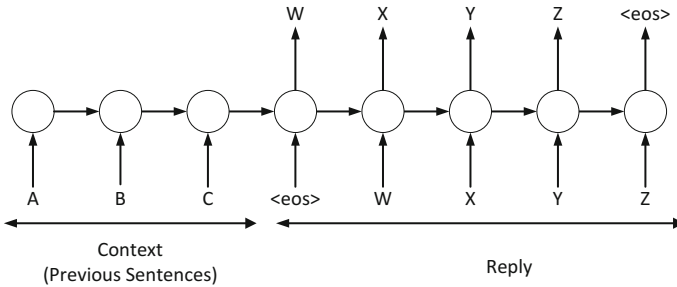 W X Y Z <eos>
A B C <eos> W X Y Z
Context
(Previous Sentences)
Reply